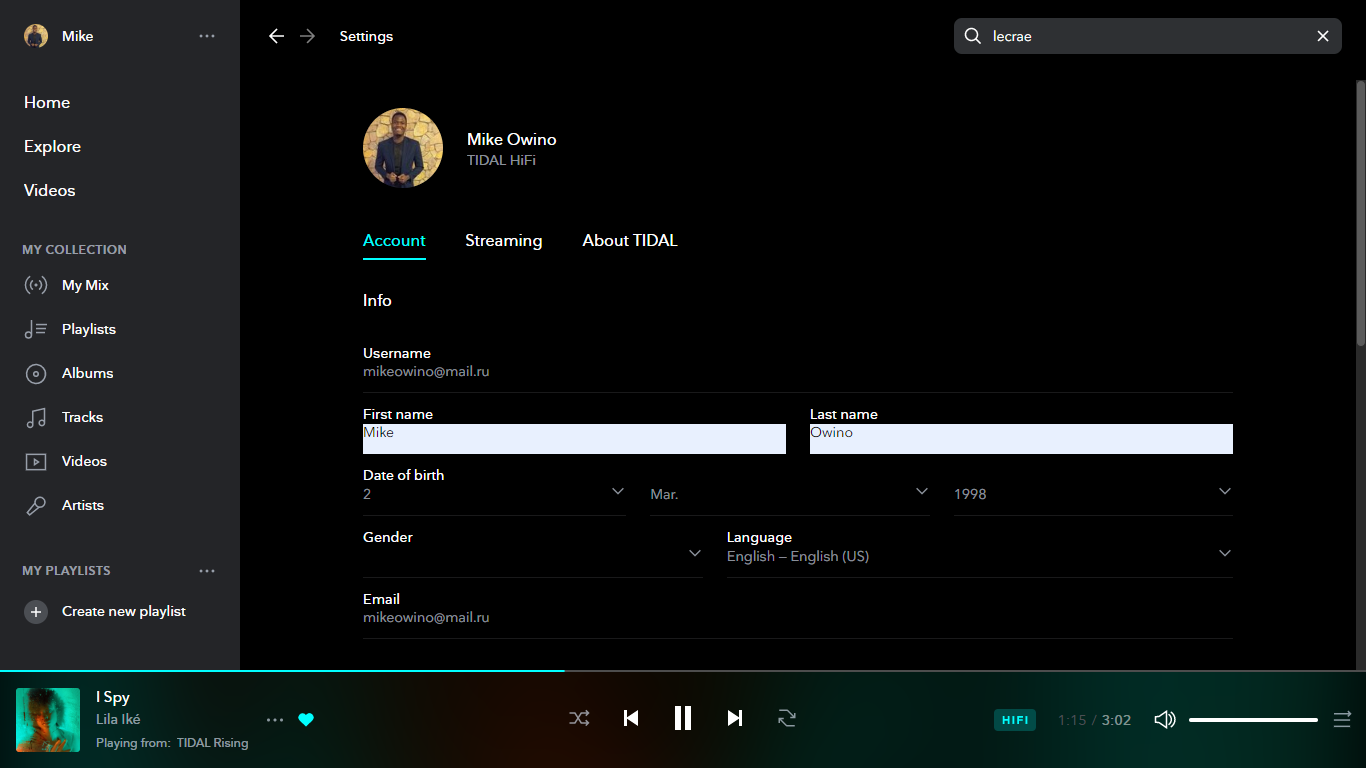 Mike
Home
Explore
Videos
MY COLLECTION
My Mix
Playlists
Albums
Tracks
Videos
Artists
MY PLAYLISTS
Create new playlist
Settings
lecrae
Mike Owino
TIDAL HiFi
Account Streaming About TIDAL
Info
Username
mikeowino@mail.ru
First name Last name
Mike Owino
Date of birth
2 Mar. 1998
Gender Language
English – English (US)
Email
mikeowino@mail.ru
I Spy
Lila Iké
Playing from: TIDAL Rising
HIFI 1:15 / 3:02